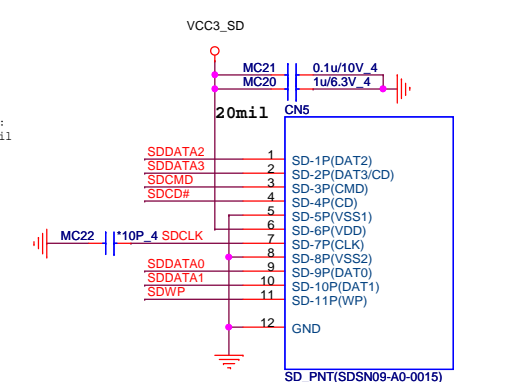 VCC3_SD
MC21 0.1u/10V_4
MC20 1u/6.3V_4
CN5
20mil
:
il
SDDATA2 1 SD-1P(DAT2)
SDDATA3 2 SD-2P(DAT3/CD)
SDCMD 3 SD-3P(CMD)
SDCD# 4 SD-4P(CD)
5 SD-5P(VSS1)
6 SD-6P(VDD)
MC22 *10P_4 SDCLK 7 SD-7P(CLK)
8 SD-8P(VSS2)
SDDATA0 9 SD-9P(DAT0)
SDDATA1 10 SD-10P(DAT1)
SDWP 11 SD-11P(WP)
12 GND
SD_PNT(SDSN09-A0-0015)